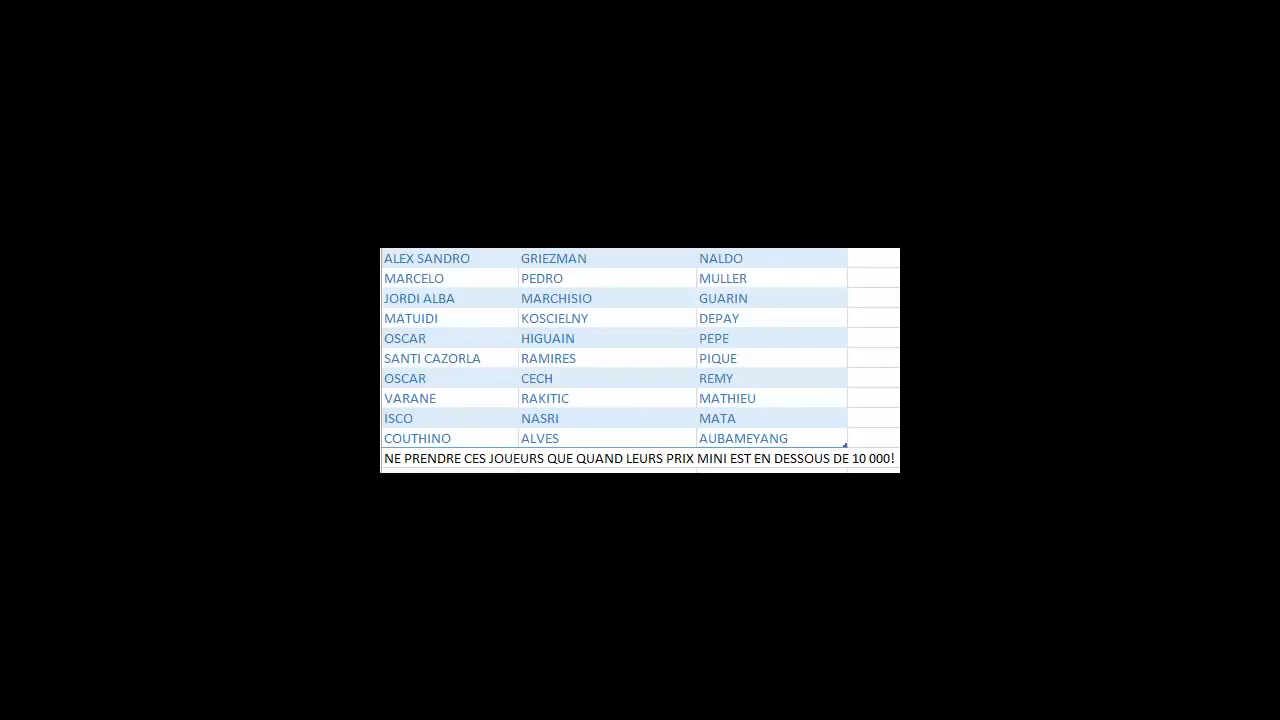 ALEX SANDRO GRIEZMAN NALDO
MARCELO PEDRO MULLER
JORDI ALBA MARCHISIO GUARIN
MATUIDI KOSCIELNY DEPAY
OSCAR HIGUAIN PEPE
SANTI CAZORLA RAMIRES PIQUE
OSCAR CECH REMY
VARANE RAKITIC MATHIEU
ISCO NASRI MATA
COUTHINO ALVES AUBAMEYANG
NE PRENDRE CES JOUEURS QUE QUAND LEURS PRIX MINI EST EN DESSOUS DE 10 000!